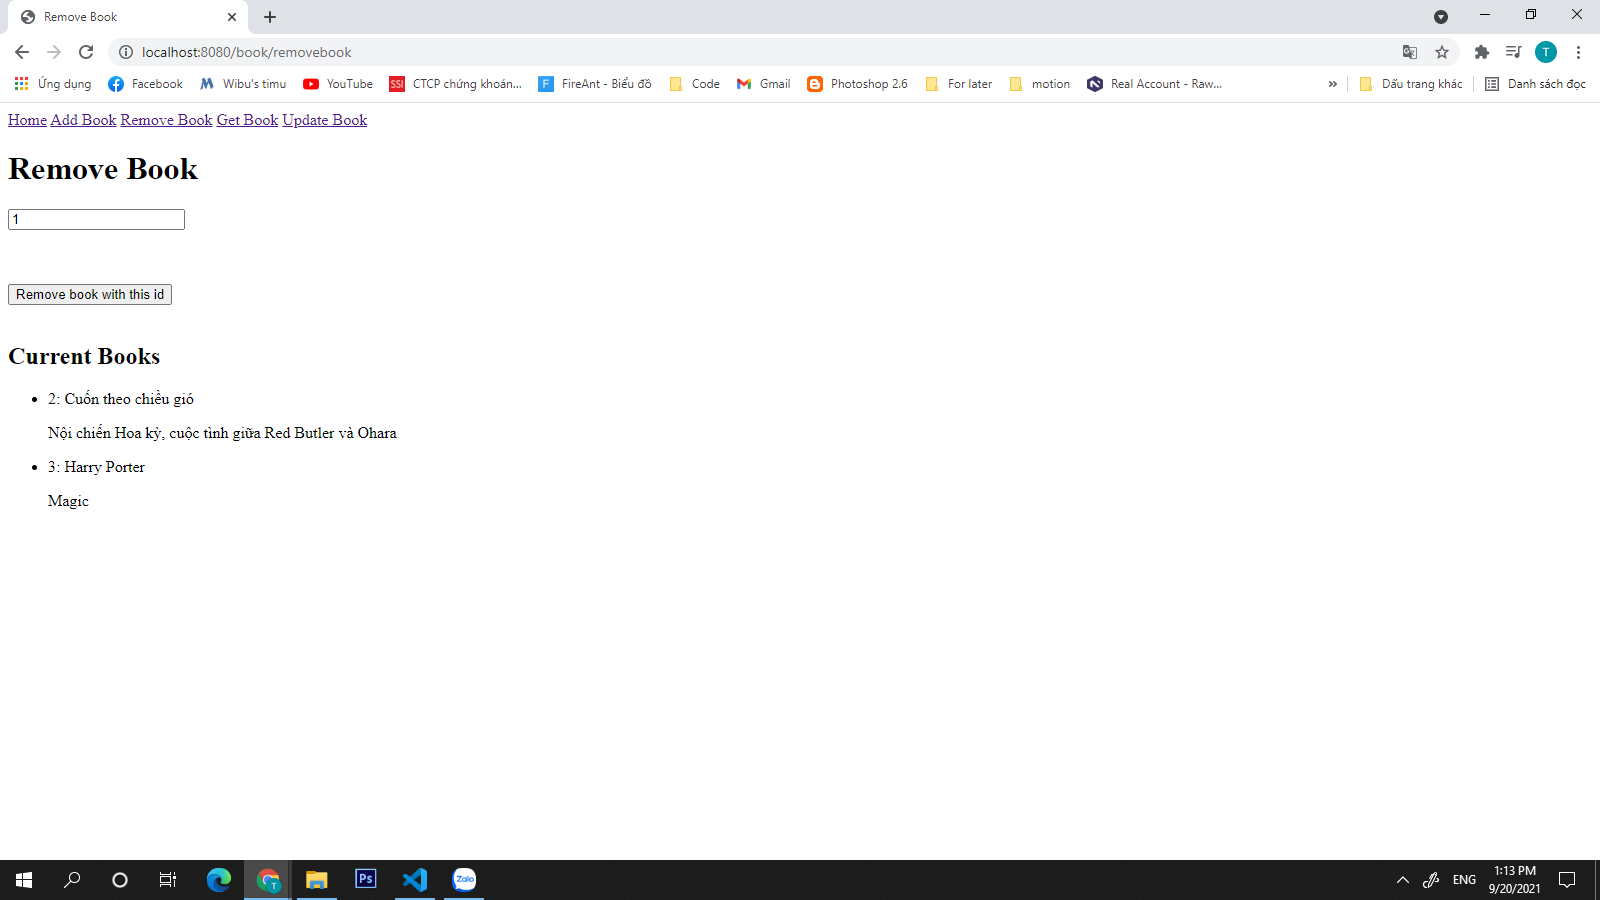 Remove Book
localhost:8080/book/removebook
T
Ứng dụng Facebook Wibu's timu YouTube SSI CTCP chứng khoán... F FireAnt - Biểu đồ Code Gmail Photoshop 2.6 For later motion Real Account - Raw... » Dấu trang khác Danh sách đọc
Home Add Book Remove Book Get Book Update Book
Remove Book
1
Remove book with this id
Current Books
2: Cuốn theo chiều gió
Nội chiến Hoa kỳ, cuộc tình giữa Red Butler và Ohara
3: Harry Porter
Magic
T Ps Zalo ENG 1:13 PM
9/20/2021